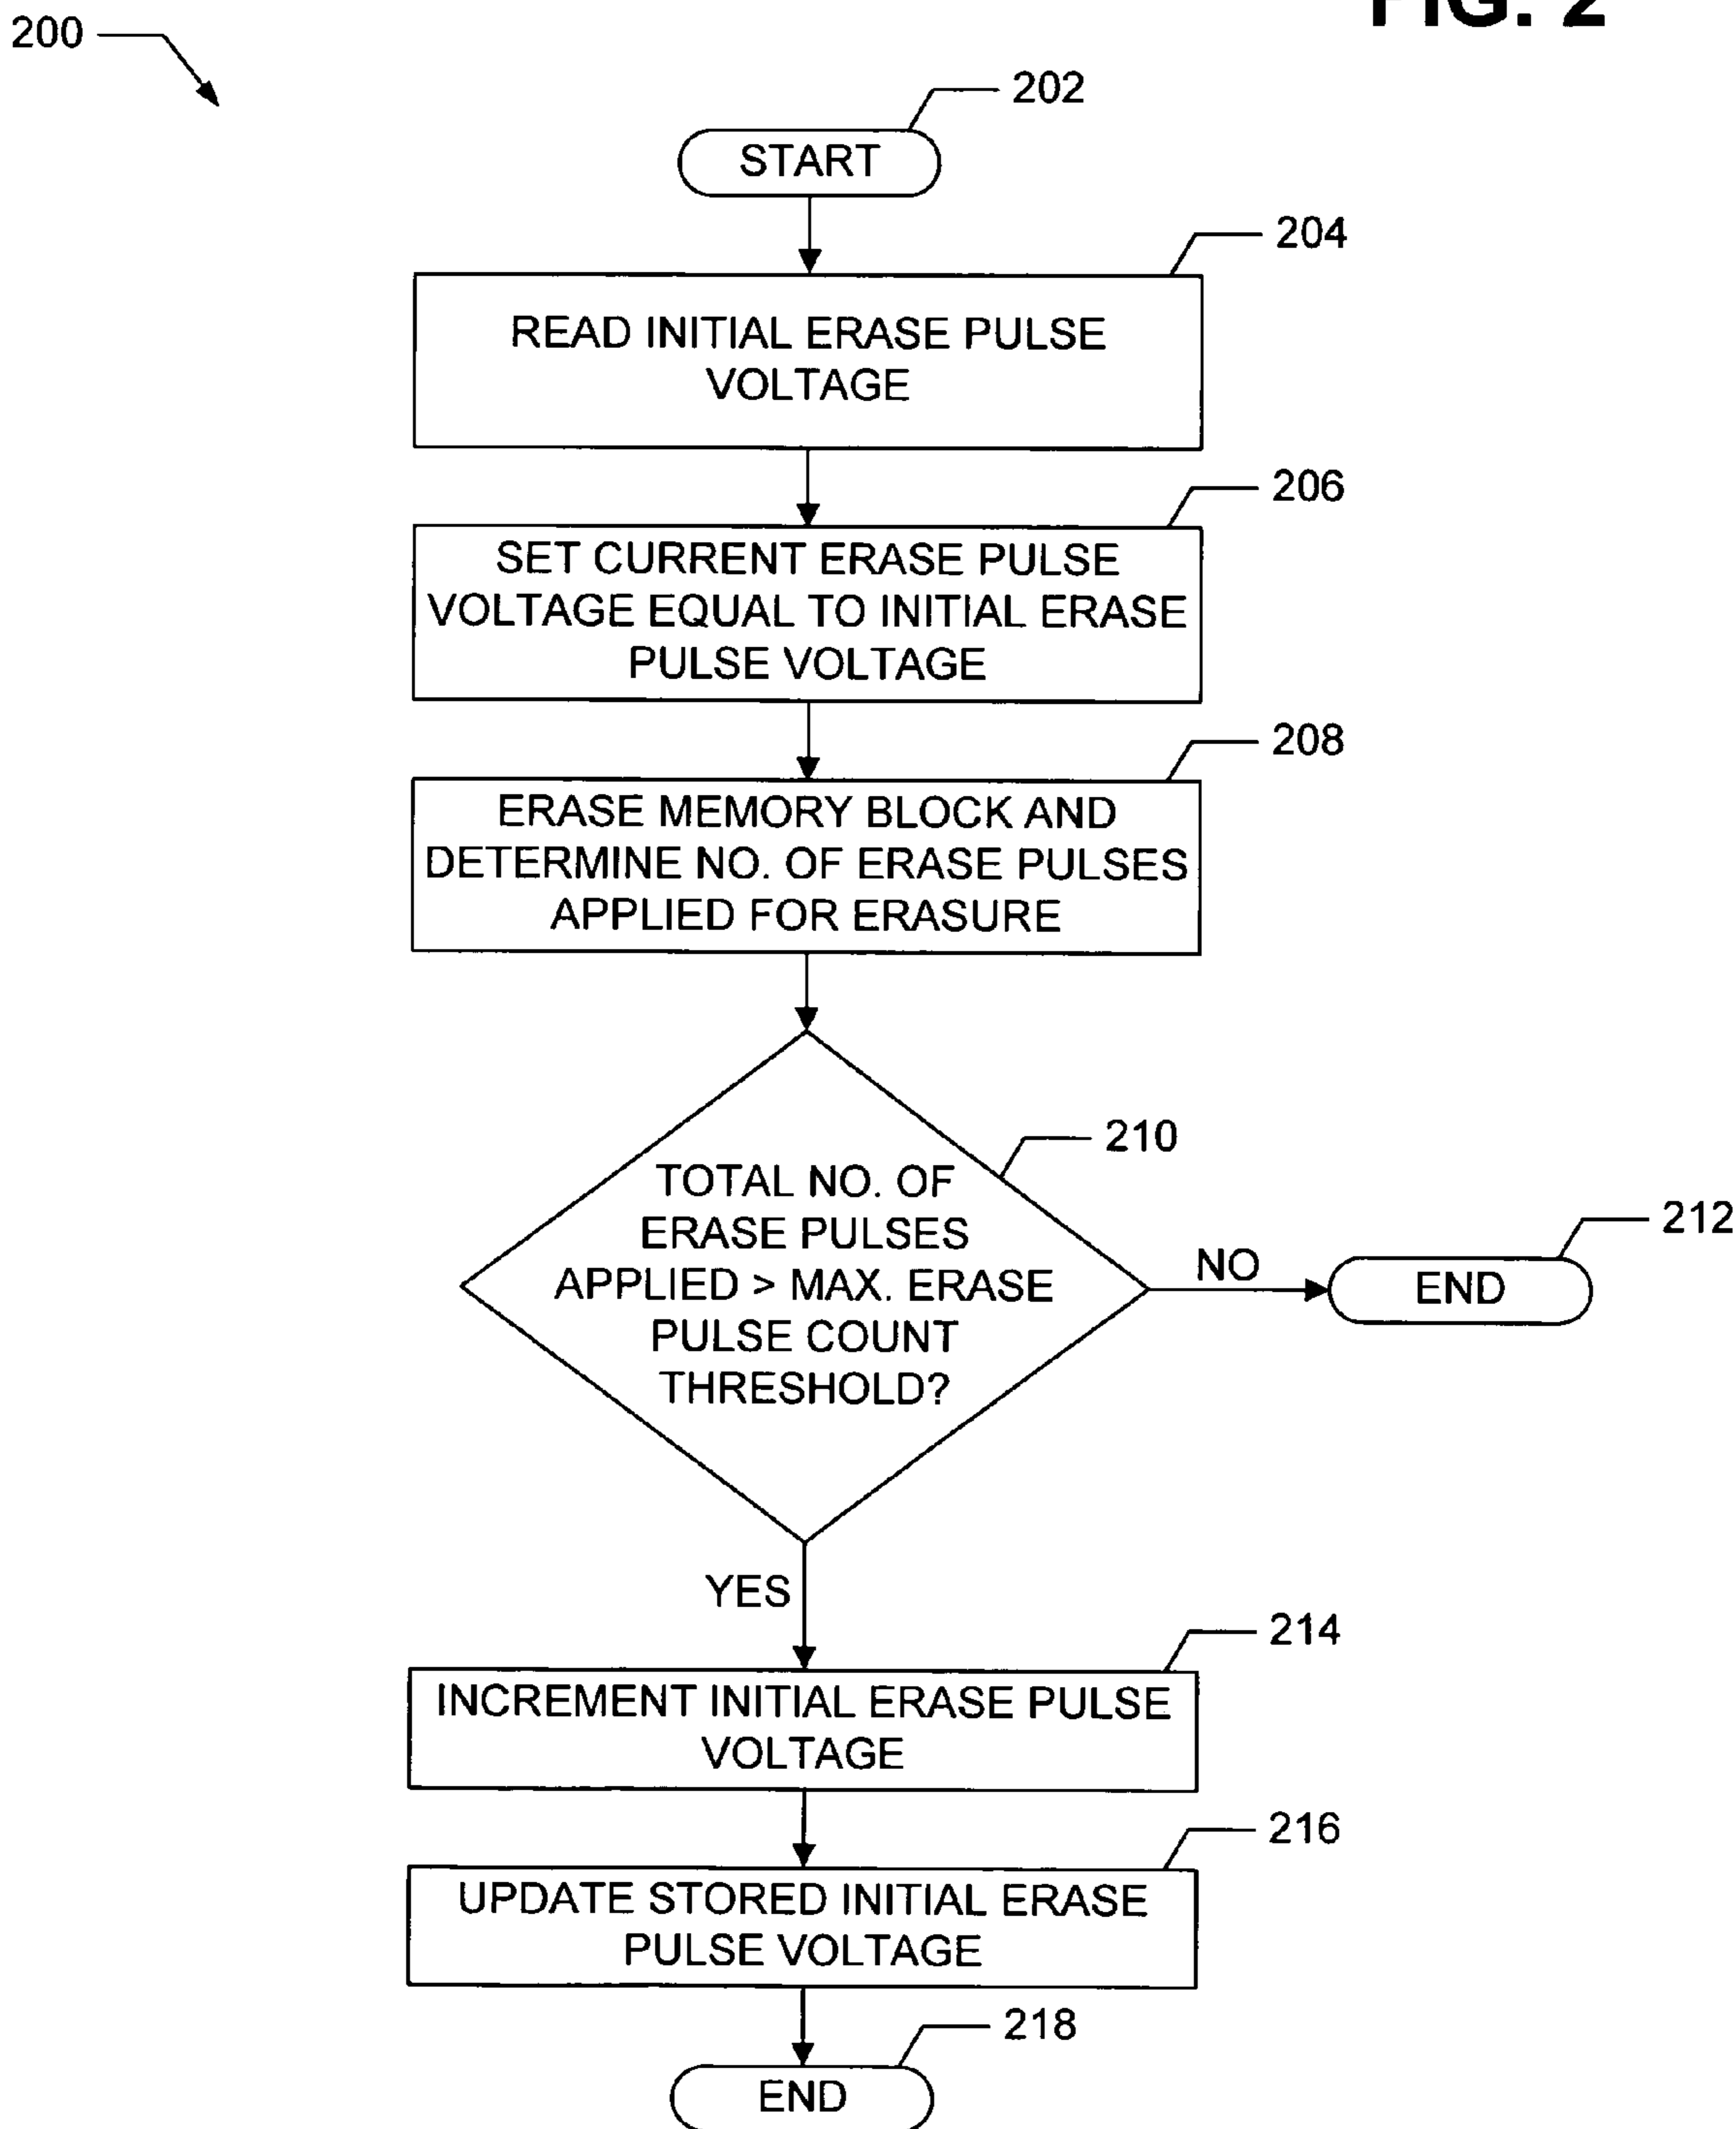 FIG. 2
200
202
START
204
READ INITIAL ERASE PULSE
VOLTAGE
206
SET CURRENT ERASE PULSE
VOLTAGE EQUAL TO INITIAL ERASE
PULSE VOLTAGE
208
ERASE MEMORY BLOCK AND
DETERMINE NO. OF ERASE PULSES
APPLIED FOR ERASURE
210
TOTAL NO. OF
ERASE PULSES
APPLIED > MAX. ERASE
PULSE COUNT
THRESHOLD?
212
NO
END
YES
214
INCREMENT INITIAL ERASE PULSE
VOLTAGE
216
UPDATE STORED INITIAL ERASE
PULSE VOLTAGE
218
END